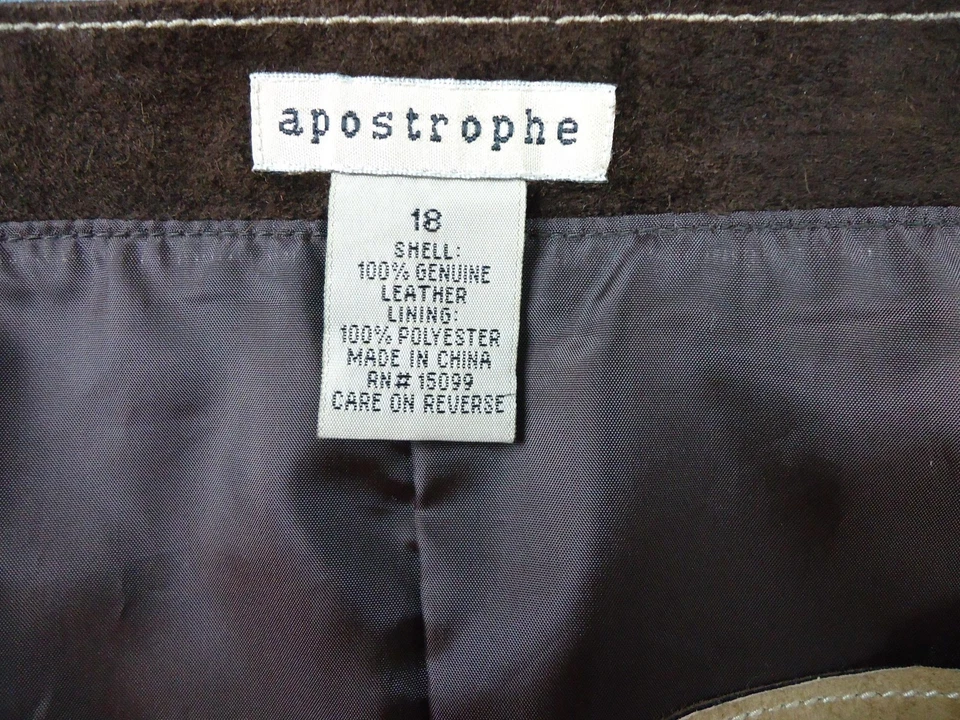 apostrophe
18
SHELL:
100% GENUINE
LEATHER
LINING:
100% POLYESTER
MADE IN CHINA
RN# 15099
CARE ON REVERSE